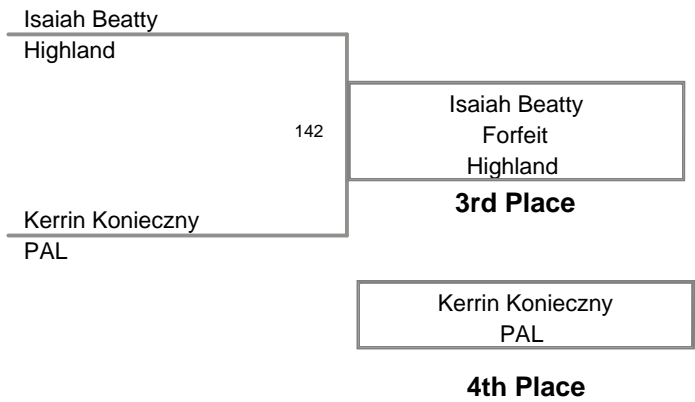 Isaiah Beatty
Highland
142
Isaiah Beatty
Forfeit
Highland
3rd Place
Kerrin Konieczny
PAL
Kerrin Konieczny
PAL
4th Place